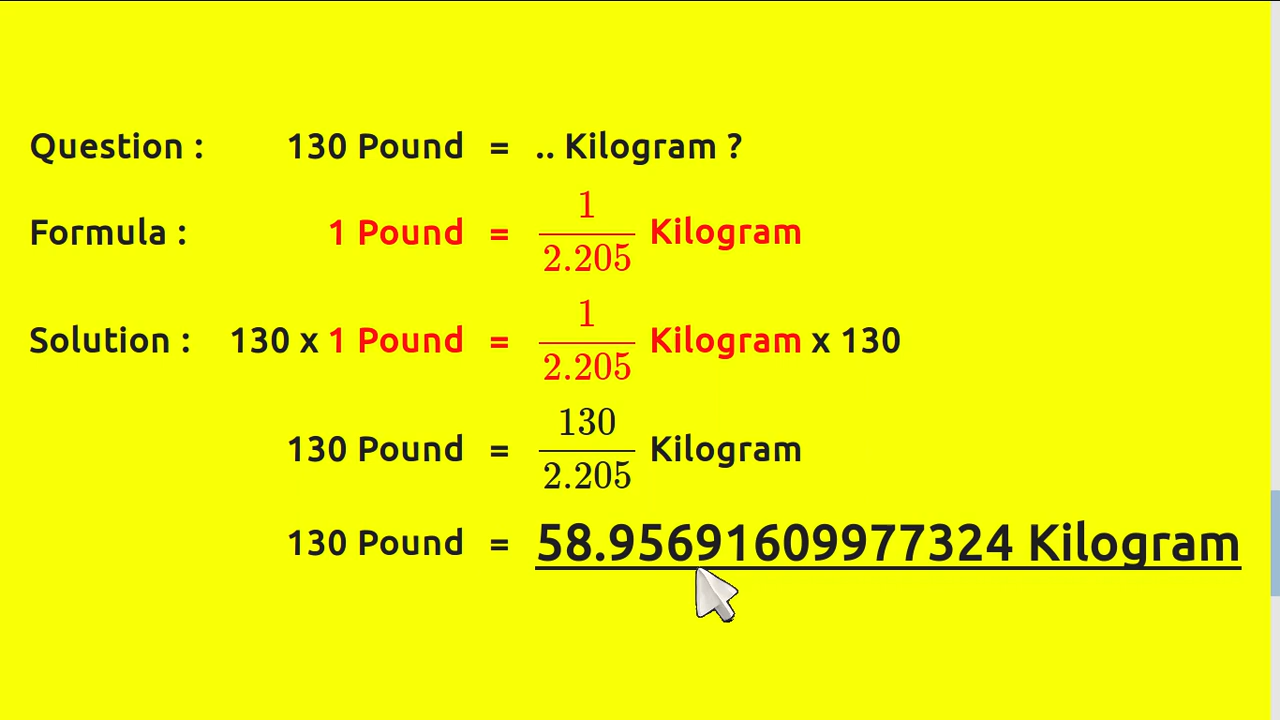 Question : 130 Pound = .. Kilogram ?
Formula : 1 Pound = 1/2.205 Kilogram
Solution : 130 x 1 Pound = 1/2.205 Kilogram x 130
130 Pound = 130/2.205 Kilogram
130 Pound = 58.95691609977324 Kilogram